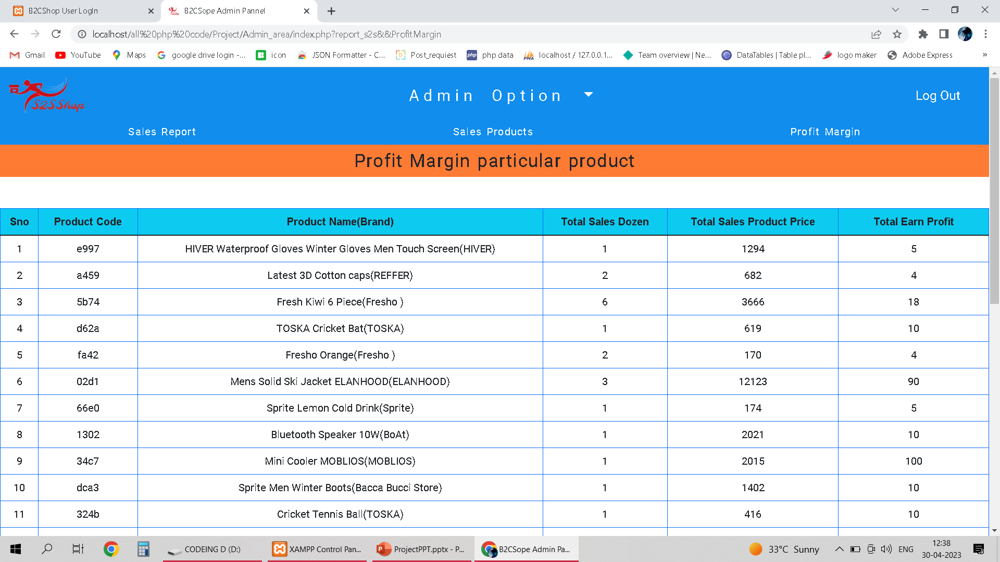 B2CShop User LogIn
B2CSope Admin Pannel
localhost/all%20php%20code/Project/Admin_area/index.php?report_s2s&&ProfitMargin
Gmail YouTube Maps google drive login -... icon JSON Formatter - C... Post_requiest php data localhost / 127.0.0.1... Team overview | Ne... DataTables | Table pl... logo maker Adobe Express »
S2SShop
Admin Option
Log Out
Sales Report Sales Products Profit Margin
Profit Margin particular product
Sno Product Code Product Name(Brand) Total Sales Dozen Total Sales Product Price Total Earn Profit
1 e997 HIVER Waterproof Gloves Winter Gloves Men Touch Screen(HIVER) 1 1294 5
2 a459 Latest 3D Cotton caps(REFFER) 2 682 4
3 5b74 Fresh Kiwi 6 Piece(Fresho ) 6 3666 18
4 d62a TOSKA Cricket Bat(TOSKA) 1 619 10
5 fa42 Fresho Orange(Fresho ) 2 170 4
6 02d1 Mens Solid Ski Jacket ELANHOOD(ELANHOOD) 3 12123 90
7 66e0 Sprite Lemon Cold Drink(Sprite) 1 174 5
8 1302 Bluetooth Speaker 10W(BoAt) 1 2021 10
9 34c7 Mini Cooler MOBLIOS(MOBLIOS) 1 2015 100
10 dca3 Sprite Men Winter Boots(Bacca Bucci Store) 1 1402 10
11 324b Cricket Tennis Ball(TOSKA) 1 416 10
CODEING D (D:) XAMPP Control Pan... ProjectPPT.pptx - P... B2CSope Admin Pa... 33°C Sunny ENG
12:38
30-04-2023